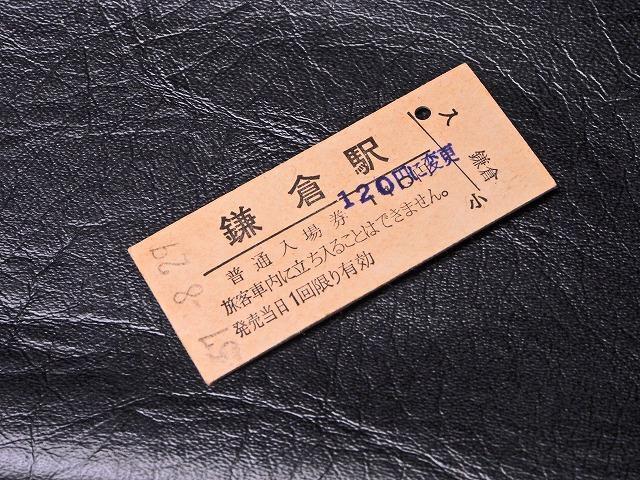 鎌倉駅
普通入場券
120円に変更
旅客車内に立ち入ることはできません。
発売当日1回限り有効
入
鎌倉
小